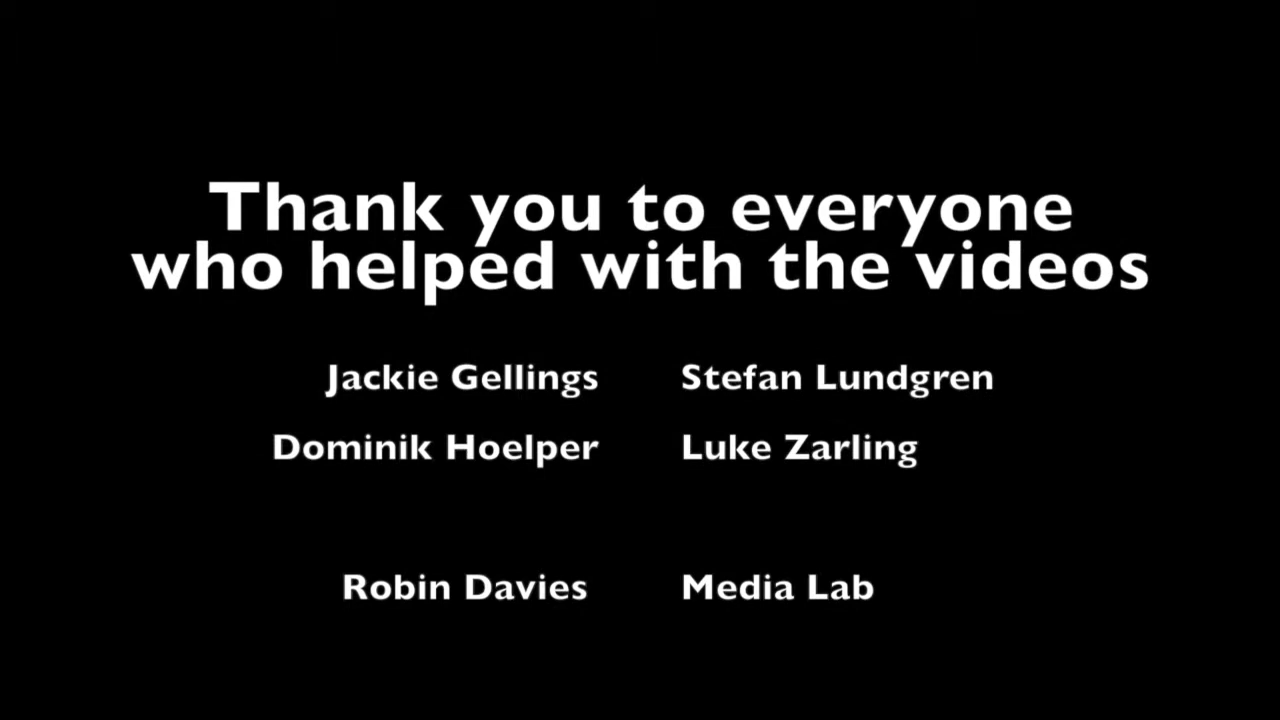 Thank you to everyone
who helped with the videos
Jackie Gellings Stefan Lundgren
Dominik Hoelper Luke Zarling
Robin Davies Media Lab